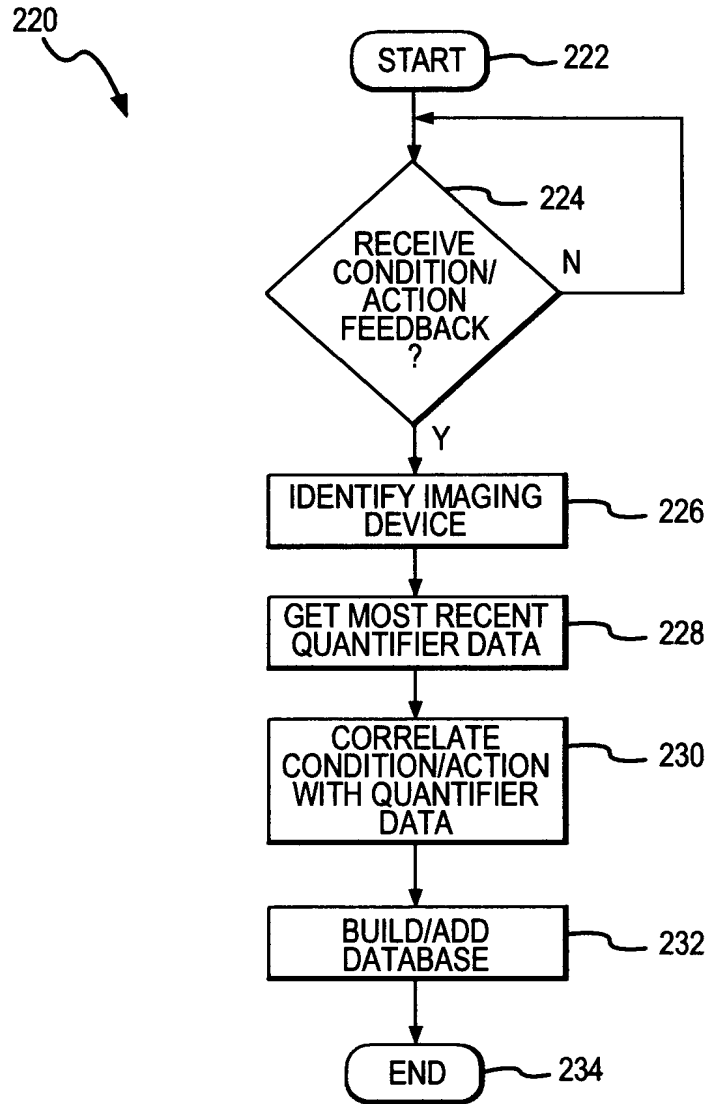 220
START
222
224
RECEIVE
CONDITION/
ACTION
FEEDBACK
?
N
Y
IDENTIFY IMAGING
DEVICE
226
GET MOST RECENT
QUANTIFIER DATA
228
CORRELATE
CONDITION/ACTION
WITH QUANTIFIER
DATA
230
BUILD/ADD
DATABASE
232
END
234